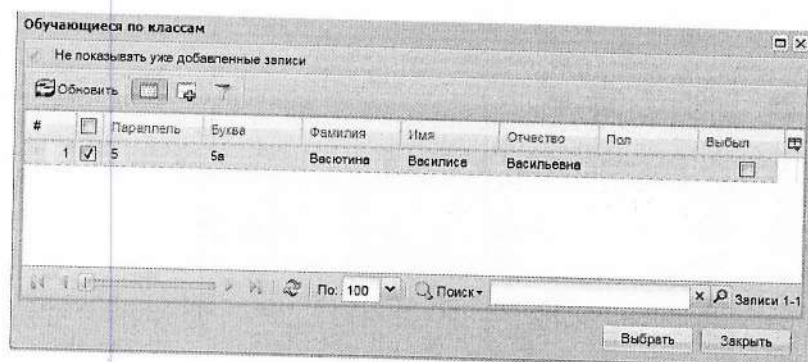 Обучающиеся по классам
Не показывать уже добавленные записи
Обновить
# Параллель Буква Фамилия Имя Отчество Пол Выбыл
1 5 5а Васютина Василиса Васильевна
По: 100 Поиск Записи 1-1
Выбрать Закрыть